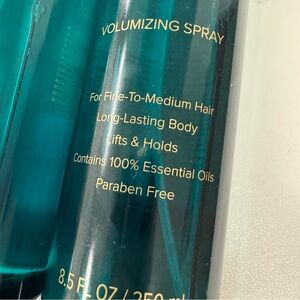 VOLUMIZING SPRAY
For Fine-To-Medium Hair
Long-Lasting Body
Lifts & Holds
Contains 100% Essential Oils
Paraben Free
8.5 FL OZ / 250 ml